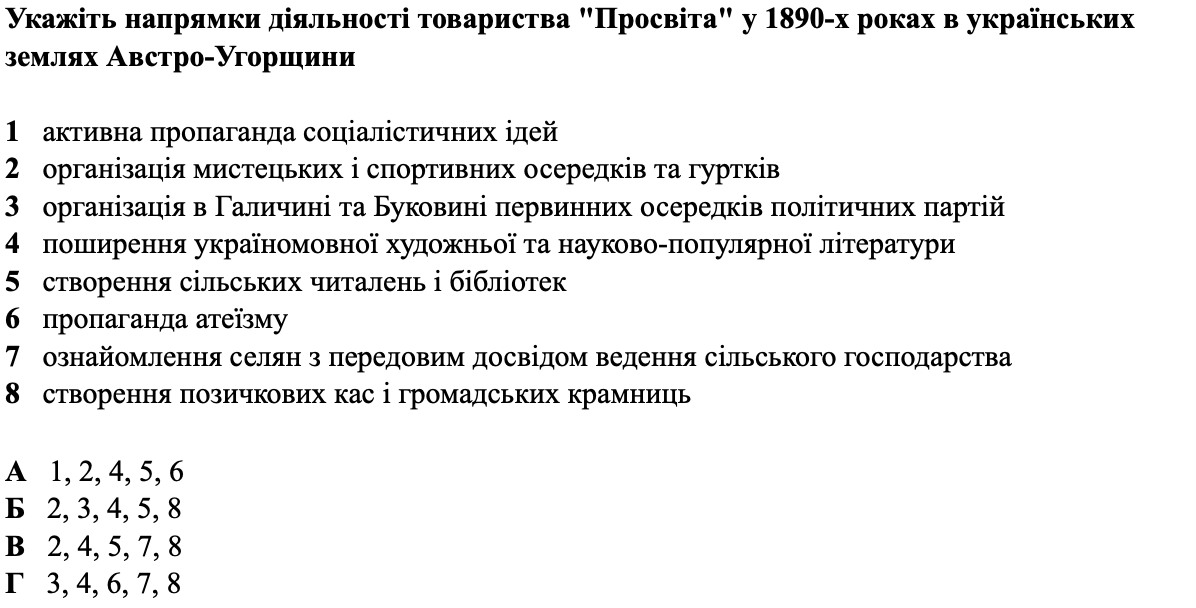 Укажіть напрямки діяльності товариства "Просвіта" у 1890-х роках в українських
землях Австро-Угорщини
1 активна пропаганда соціалістичних ідей
2 організація мистецьких і спортивних осередків та гуртків
3 організація в Галичині та Буковині первинних осередків політичних партій
4 поширення україномовної художньої та науково-популярної літератури
5 створення сільських читалень і бібліотек
6 пропаганда атеїзму
7 ознайомлення селян з передовим досвідом ведення сільського господарства
8 створення позичкових кас і громадських крамниць
А 1, 2, 4, 5, 6
Б 2, 3, 4, 5, 8
В 2, 4, 5, 7, 8
Г 3, 4, 6, 7, 8